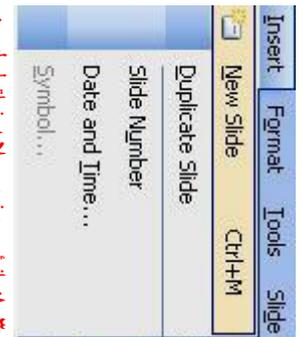 Insert Format Tools Slide
New Slide Ctrl+M
Duplicate Slide
Slide Number
Date and Time...
Symbol...